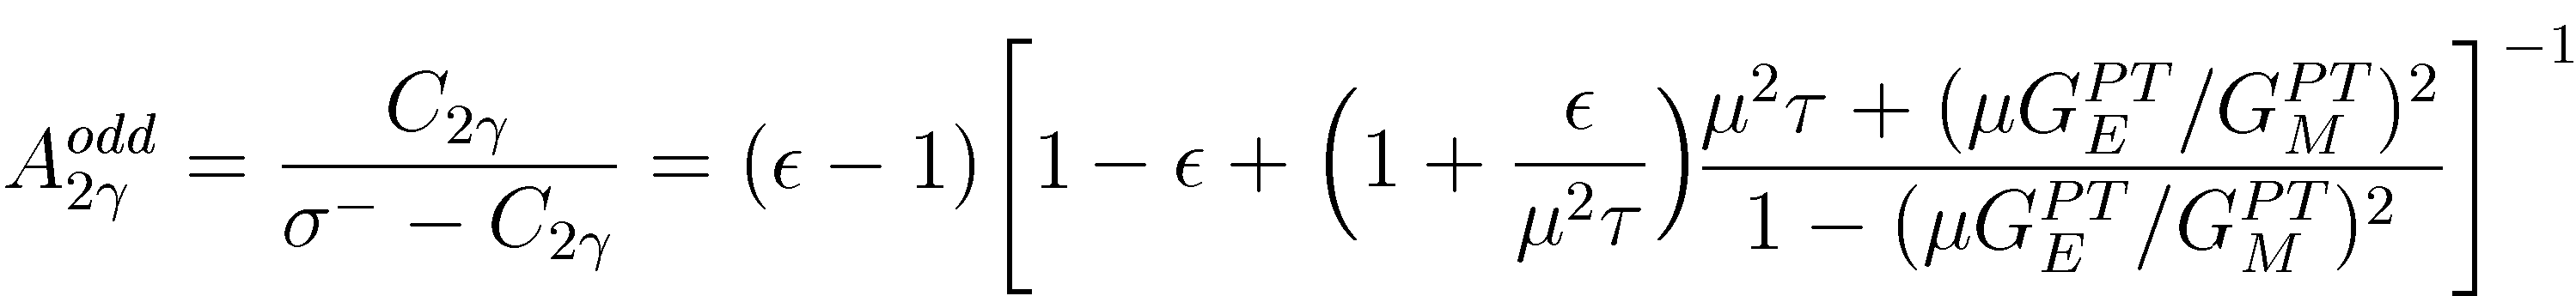 A_{2\gamma}^{odd} = \frac{C_{2\gamma}}{\sigma^{-} - C_{2\gamma}} = (\epsilon - 1) \left[ 1 - \epsilon + \left( 1 + \frac{\epsilon}{\mu^2 \tau} \right) \frac{\mu^2 \tau + (\mu G_E^{PT} / G_M^{PT})^2}{1 - (\mu G_E^{PT} / G_M^{PT})^2} \right]^{-1}